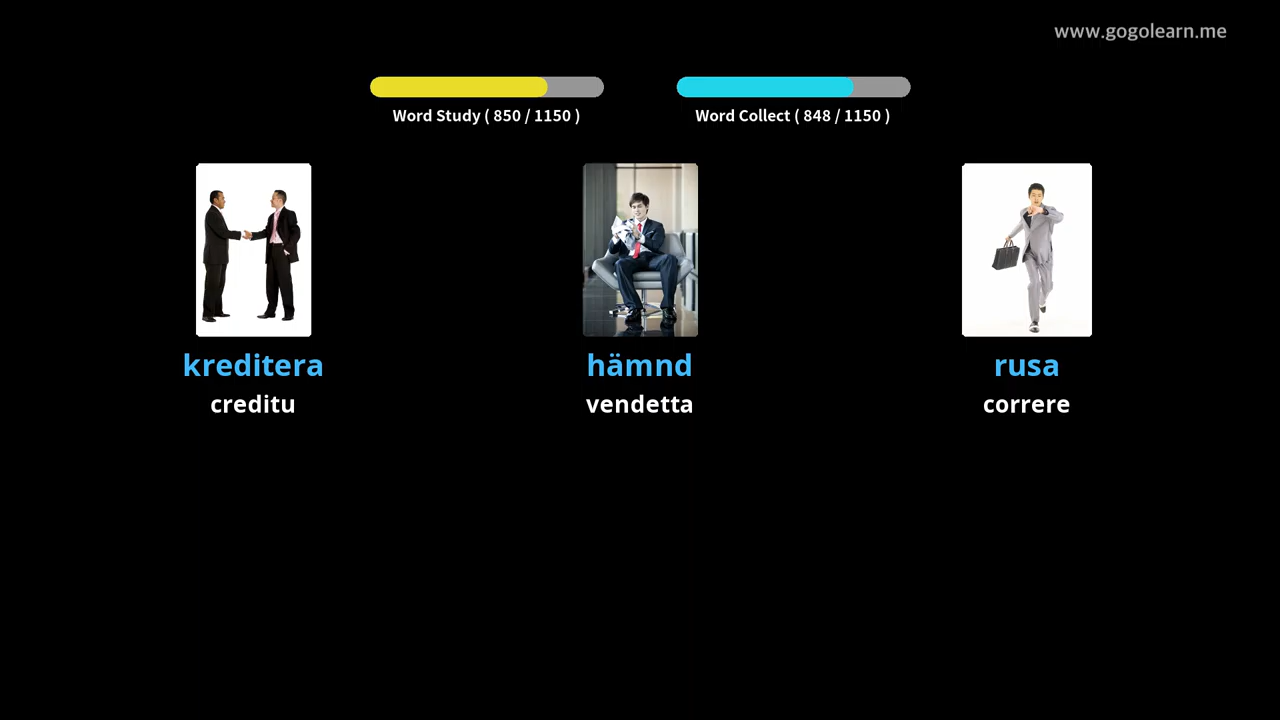 www.gogolearn.me
Word Study ( 850 / 1150 )
Word Collect ( 848 / 1150 )
kreditera
creditu
hämnd
vendetta
rusa
correre